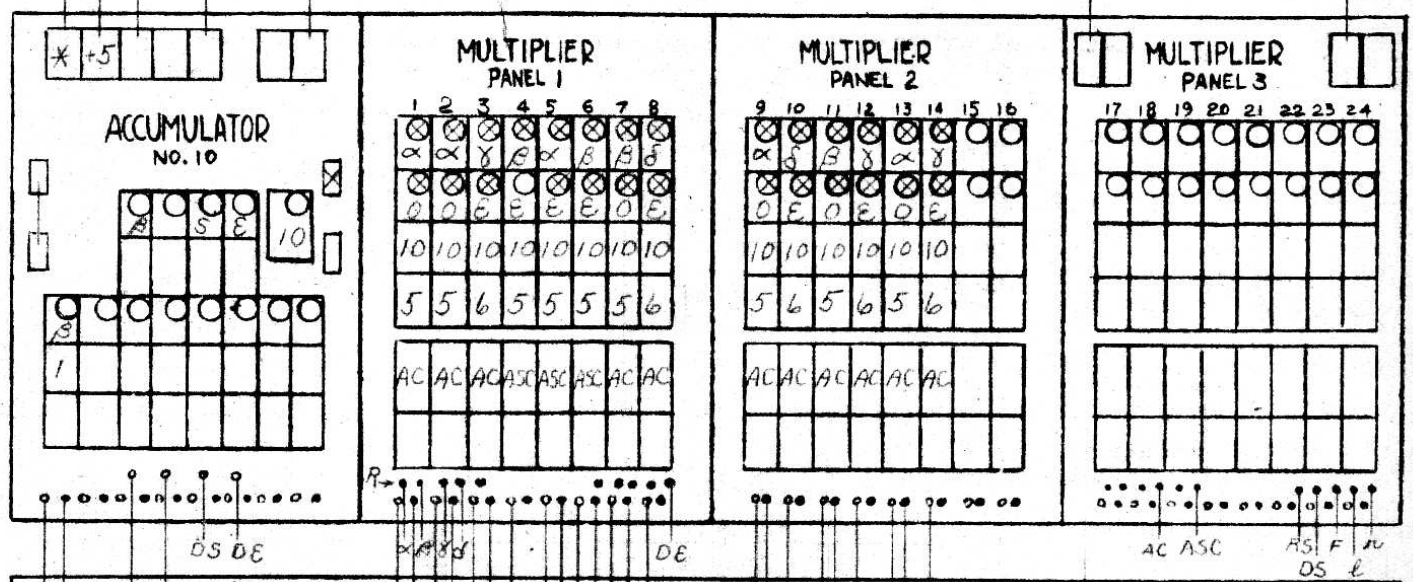 * +5
ACCUMULATOR
NO. 10
β S ε 10
β
1
DS DE
MULTIPLIER
PANEL 1
1 2 3 4 5 6 7 8
α α γ β α β β δ
0 0 ε ε ε ε 0 ε
10 10 10 10 10 10 10 10
5 5 6 5 5 5 5 6
AC AC AC ASC ASC ASC AC AC
R→
α β γ δ DE
MULTIPLIER
PANEL 2
9 10 11 12 13 14 15 16
α δ β γ α γ
0 ε 0 ε 0 ε
10 10 10 10 10 10
5 6 5 6 5 6
AC AC AC AC AC AC
MULTIPLIER
PANEL 3
17 18 19 20 21 22 23 24
AC ASC RS F n
DS l